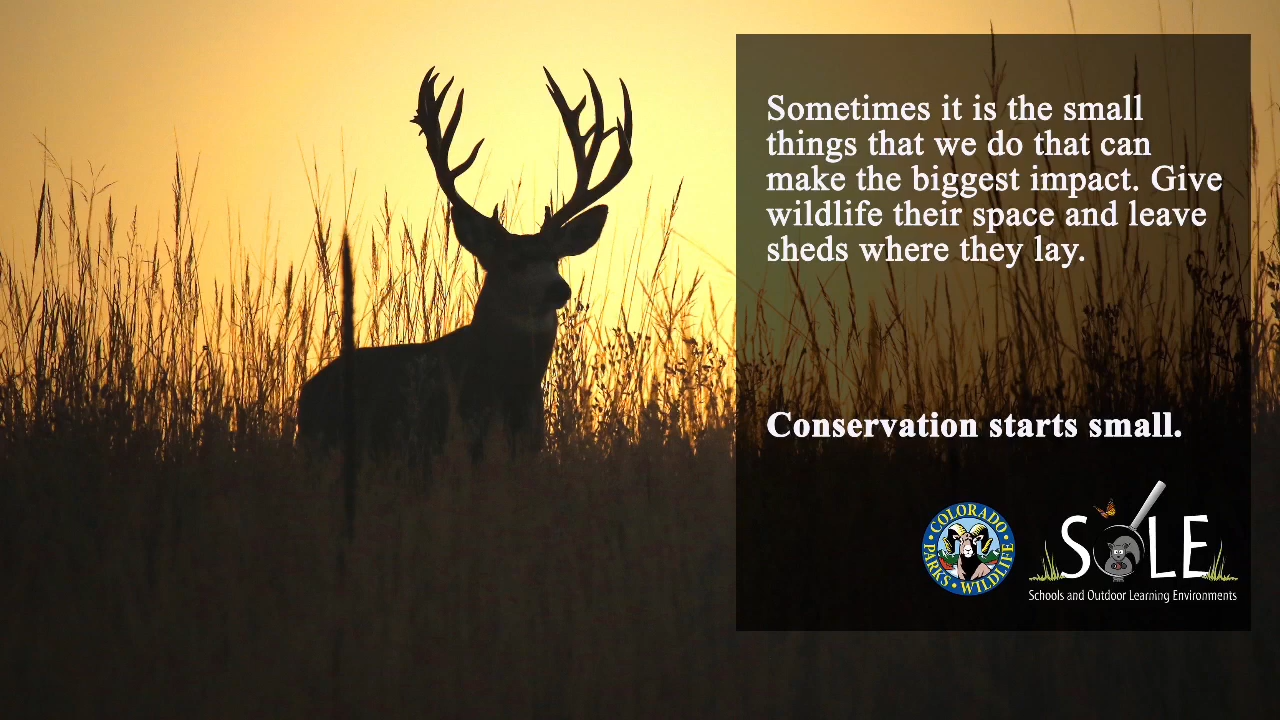 Sometimes it is the small
things that we do that can
make the biggest impact. Give
wildlife their space and leave
sheds where they lay.
Conservation starts small.
COLORADO
PARKS • WILDLIFE
SOLE
Schools and Outdoor Learning Environments